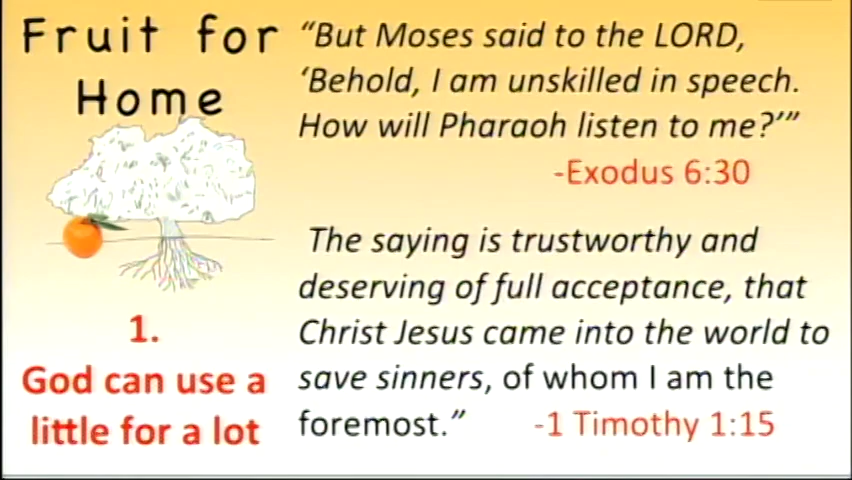 Fruit for
Home
1.
God can use a
little for a lot
“But Moses said to the LORD,
‘Behold, I am unskilled in speech.
How will Pharaoh listen to me?’”
-Exodus 6:30
The saying is trustworthy and
deserving of full acceptance, that
Christ Jesus came into the world to
save sinners, of whom I am the
foremost.” -1 Timothy 1:15